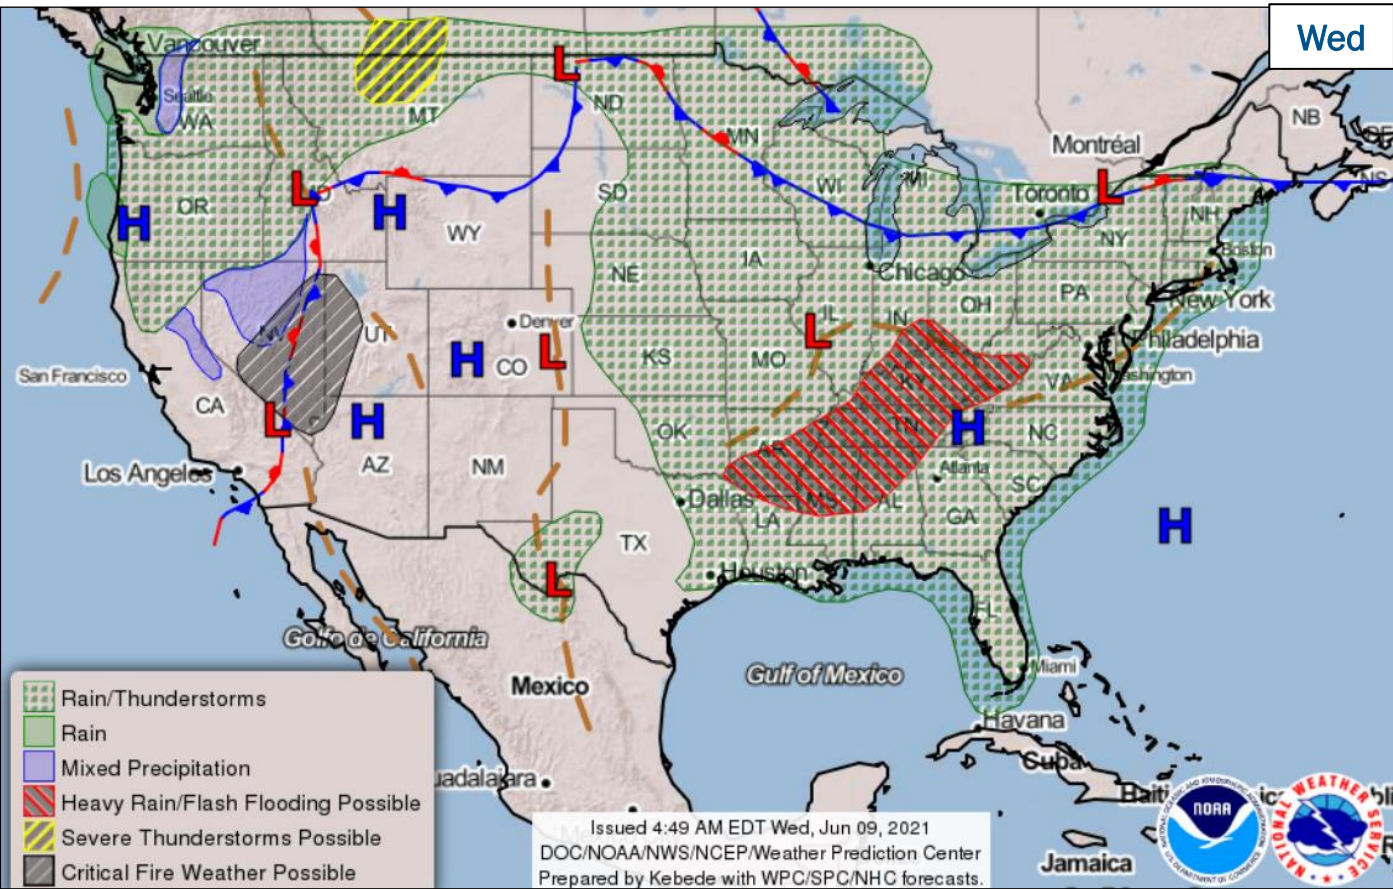 Wed
Vancouver
Seattle
WA
MT
ND
MN
Montréal
NB
NS
OR
SD
WI
MI
Toronto
NH
NY
WY
Boston
IA
Chicago
NE
OH
PA
New York
IL
IN
NV
UT
Denver
CO
KS
MO
KY
VA
Philadelphia
Washington
San Francisco
CA
OK
AR
TN
NC
Los Angeles
AZ
NM
Atlanta
SC
Dallas
LA
MS
AL
GA
TX
Houston
FL
Golfo de California
Gulf of Mexico
Miami
Mexico
Havana
Cuba
uadalajara
Haiti
Jamaica
L
L
L
H
H
H
L
L
L
H
H
H
L
Rain/Thunderstorms
Rain
Mixed Precipitation
Heavy Rain/Flash Flooding Possible
Severe Thunderstorms Possible
Critical Fire Weather Possible
Issued 4:49 AM EDT Wed, Jun 09, 2021
DOC/NOAA/NWS/NCEP/Weather Prediction Center
Prepared by Kebede with WPC/SPC/NHC forecasts.
NOAA
NATIONAL WEATHER SERVICE